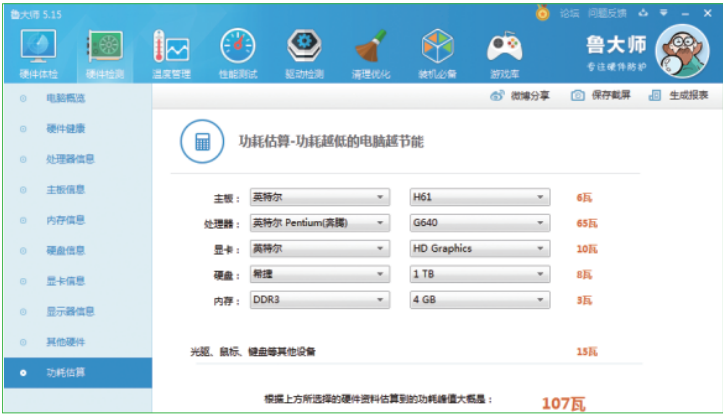 鲁大师 5.15
论坛 问题反馈
硬件体检 硬件检测 温度管理 性能测试 驱动检测 清理优化 装机必备 游戏库
鲁大师
专注硬件防护
微博分享 保存截屏 生成报表
电脑概览
硬件健康
处理器信息
主板信息
内存信息
硬盘信息
显卡信息
显示器信息
其他硬件
功耗估算
功耗估算-功耗越低的电脑越节能
主板： 英特尔 H61 6瓦
处理器： 英特尔 Pentium(奔腾) G640 65瓦
显卡： 英特尔 HD Graphics 10瓦
硬盘： 希捷 1 TB 8瓦
内存： DDR3 4 GB 3瓦
光驱、鼠标、键盘等其他设备 15瓦
根据上方所选择的硬件资料估算到的功耗峰值大概是： 107瓦